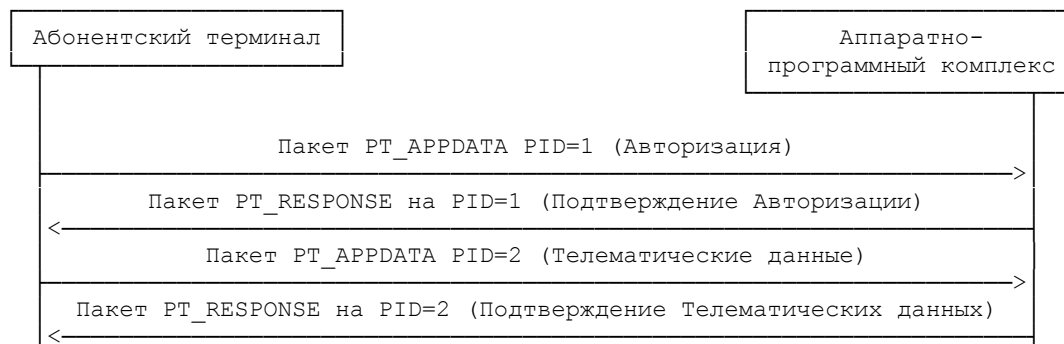 Абонентский терминал
Аппаратно-
программный комплекс
Пакет PT_APPDATA PID=1 (Авторизация)
Пакет PT_RESPONSE на PID=1 (Подтверждение Авторизации)
Пакет PT_APPDATA PID=2 (Телематические данные)
Пакет PT_RESPONSE на PID=2 (Подтверждение Телематических данных)